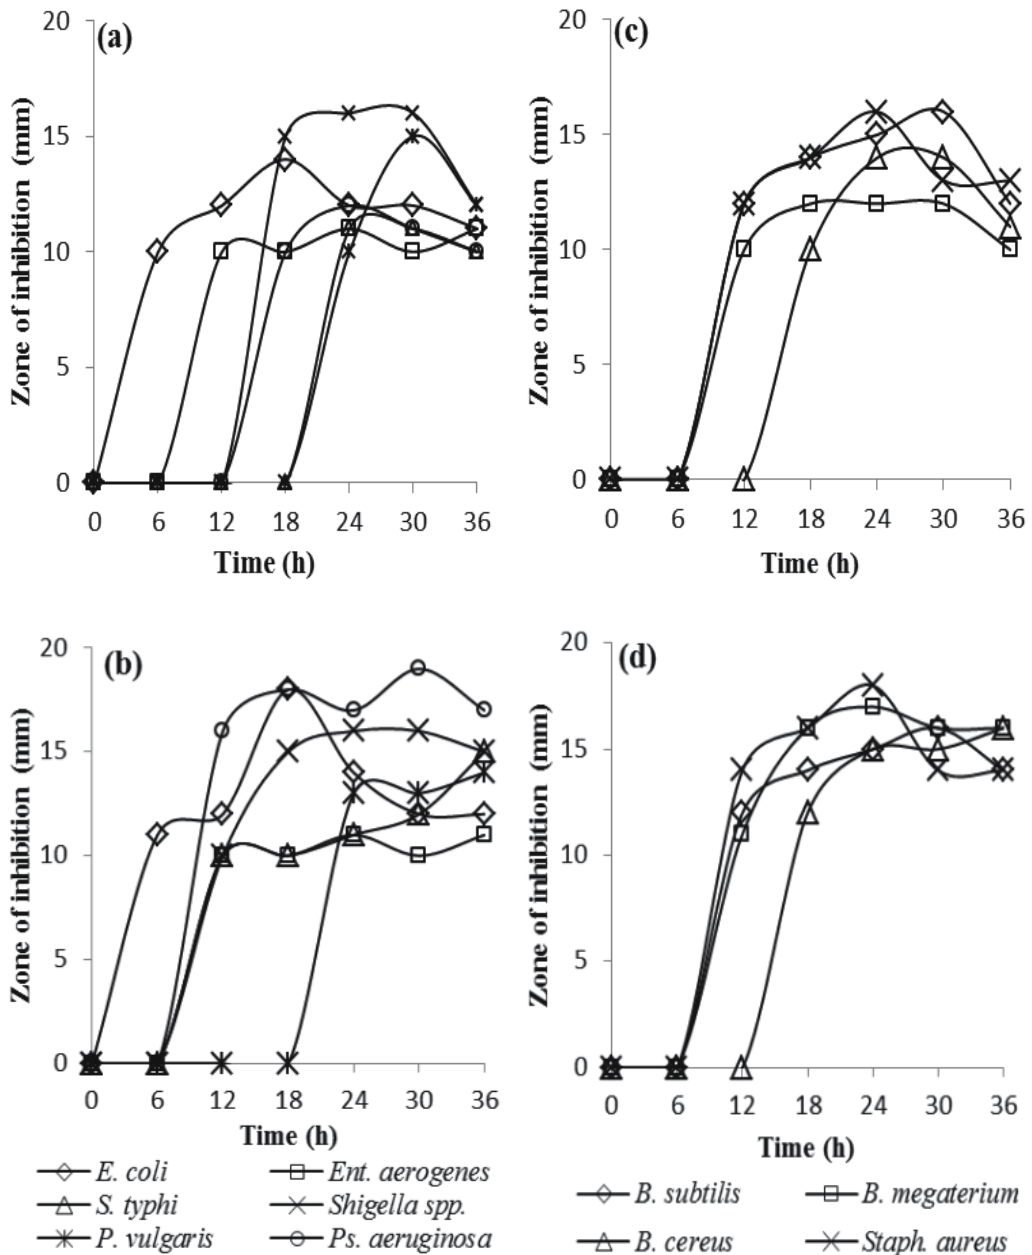 (a)
20
15
10
5
0
0 6 12 18 24 30 36
Zone of inhibition (mm)
Time (h)
(c)
20
15
10
5
0
0 6 12 18 24 30 36
Zone of inhibition (mm)
Time (h)
(b)
20
15
10
5
0
0 6 12 18 24 30 36
Zone of inhibition (mm)
Time (h)
E. coli
Ent. aerogenes
S. typhi
Shigella spp.
P. vulgaris
Ps. aeruginosa
(d)
20
15
10
5
0
0 6 12 18 24 30 36
Zone of inhibition (mm)
Time (h)
B. subtilis
B. megaterium
B. cereus
Staph. aureus